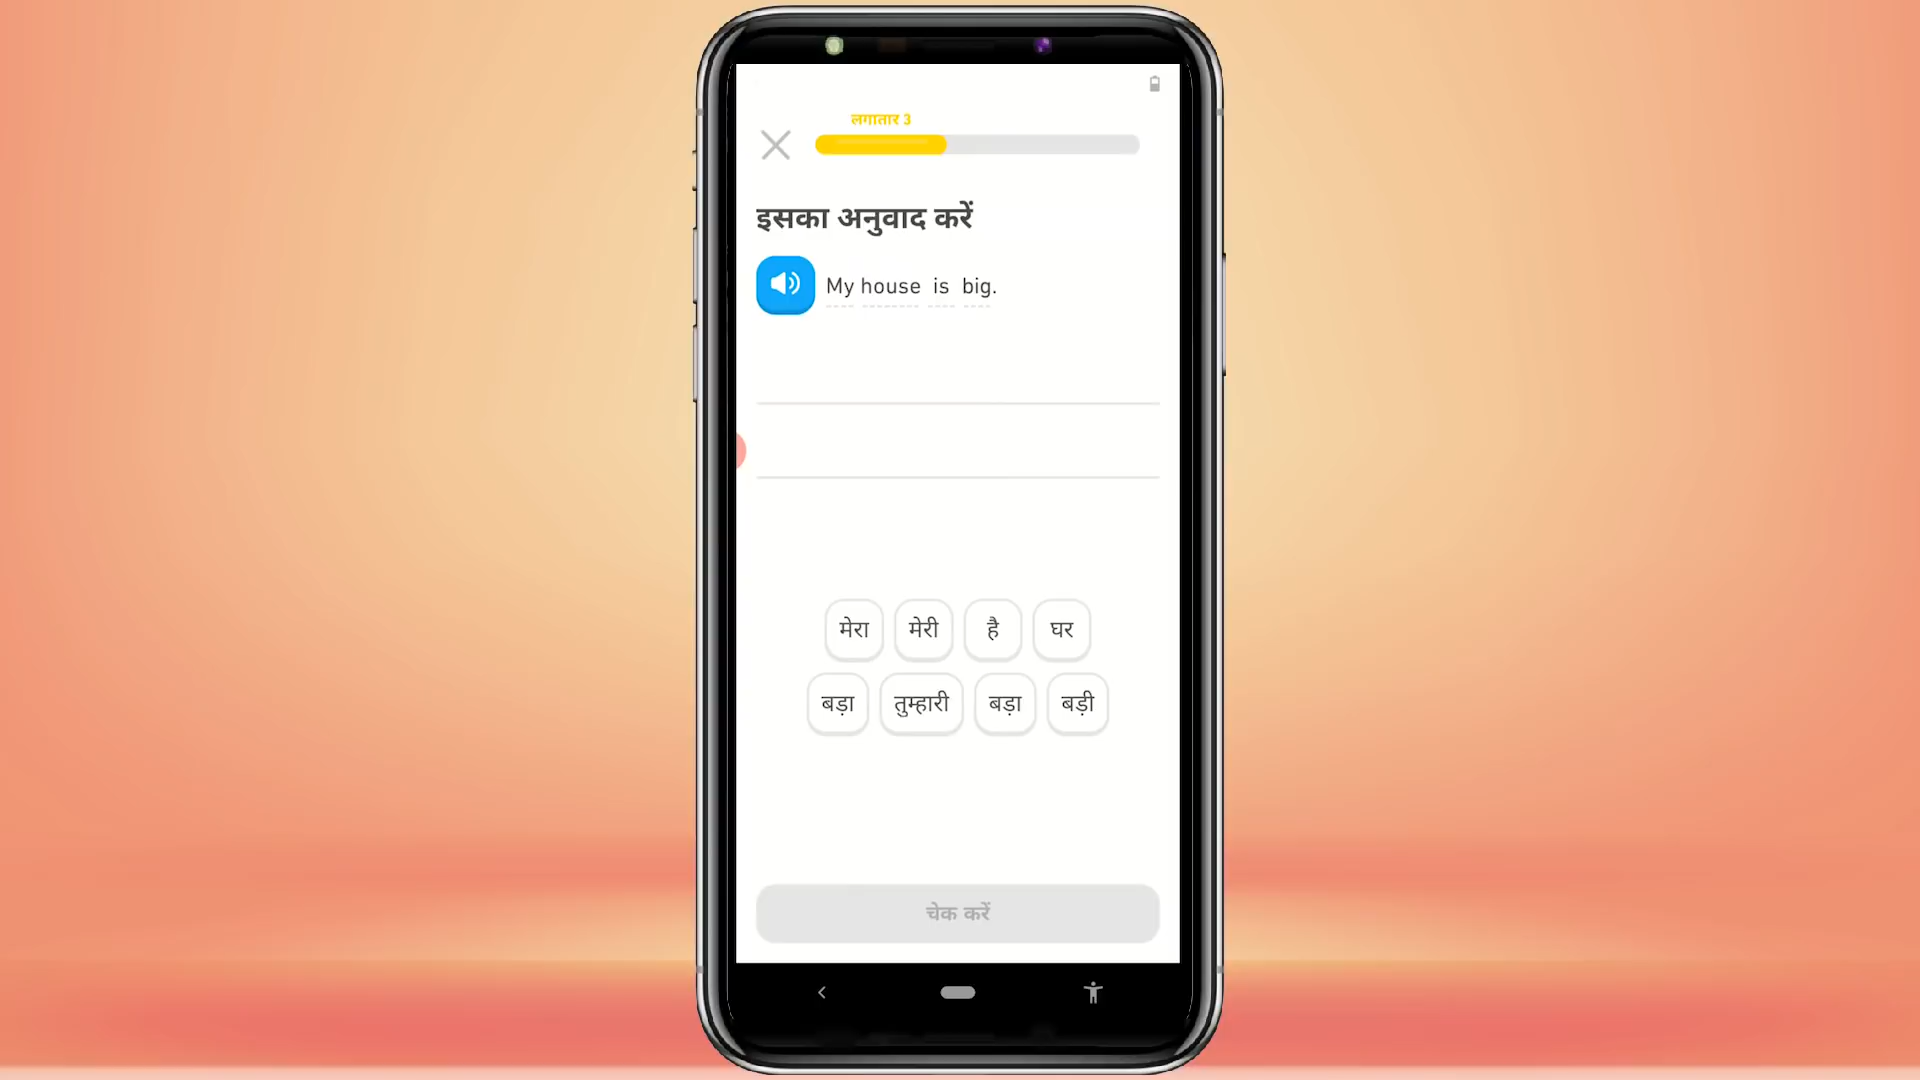 लगातार 3
इसका अनुवाद करें
My house is big.
मेरा मेरी है घर
बड़ा तुम्हारी बड़ा बड़ी
चेक करें